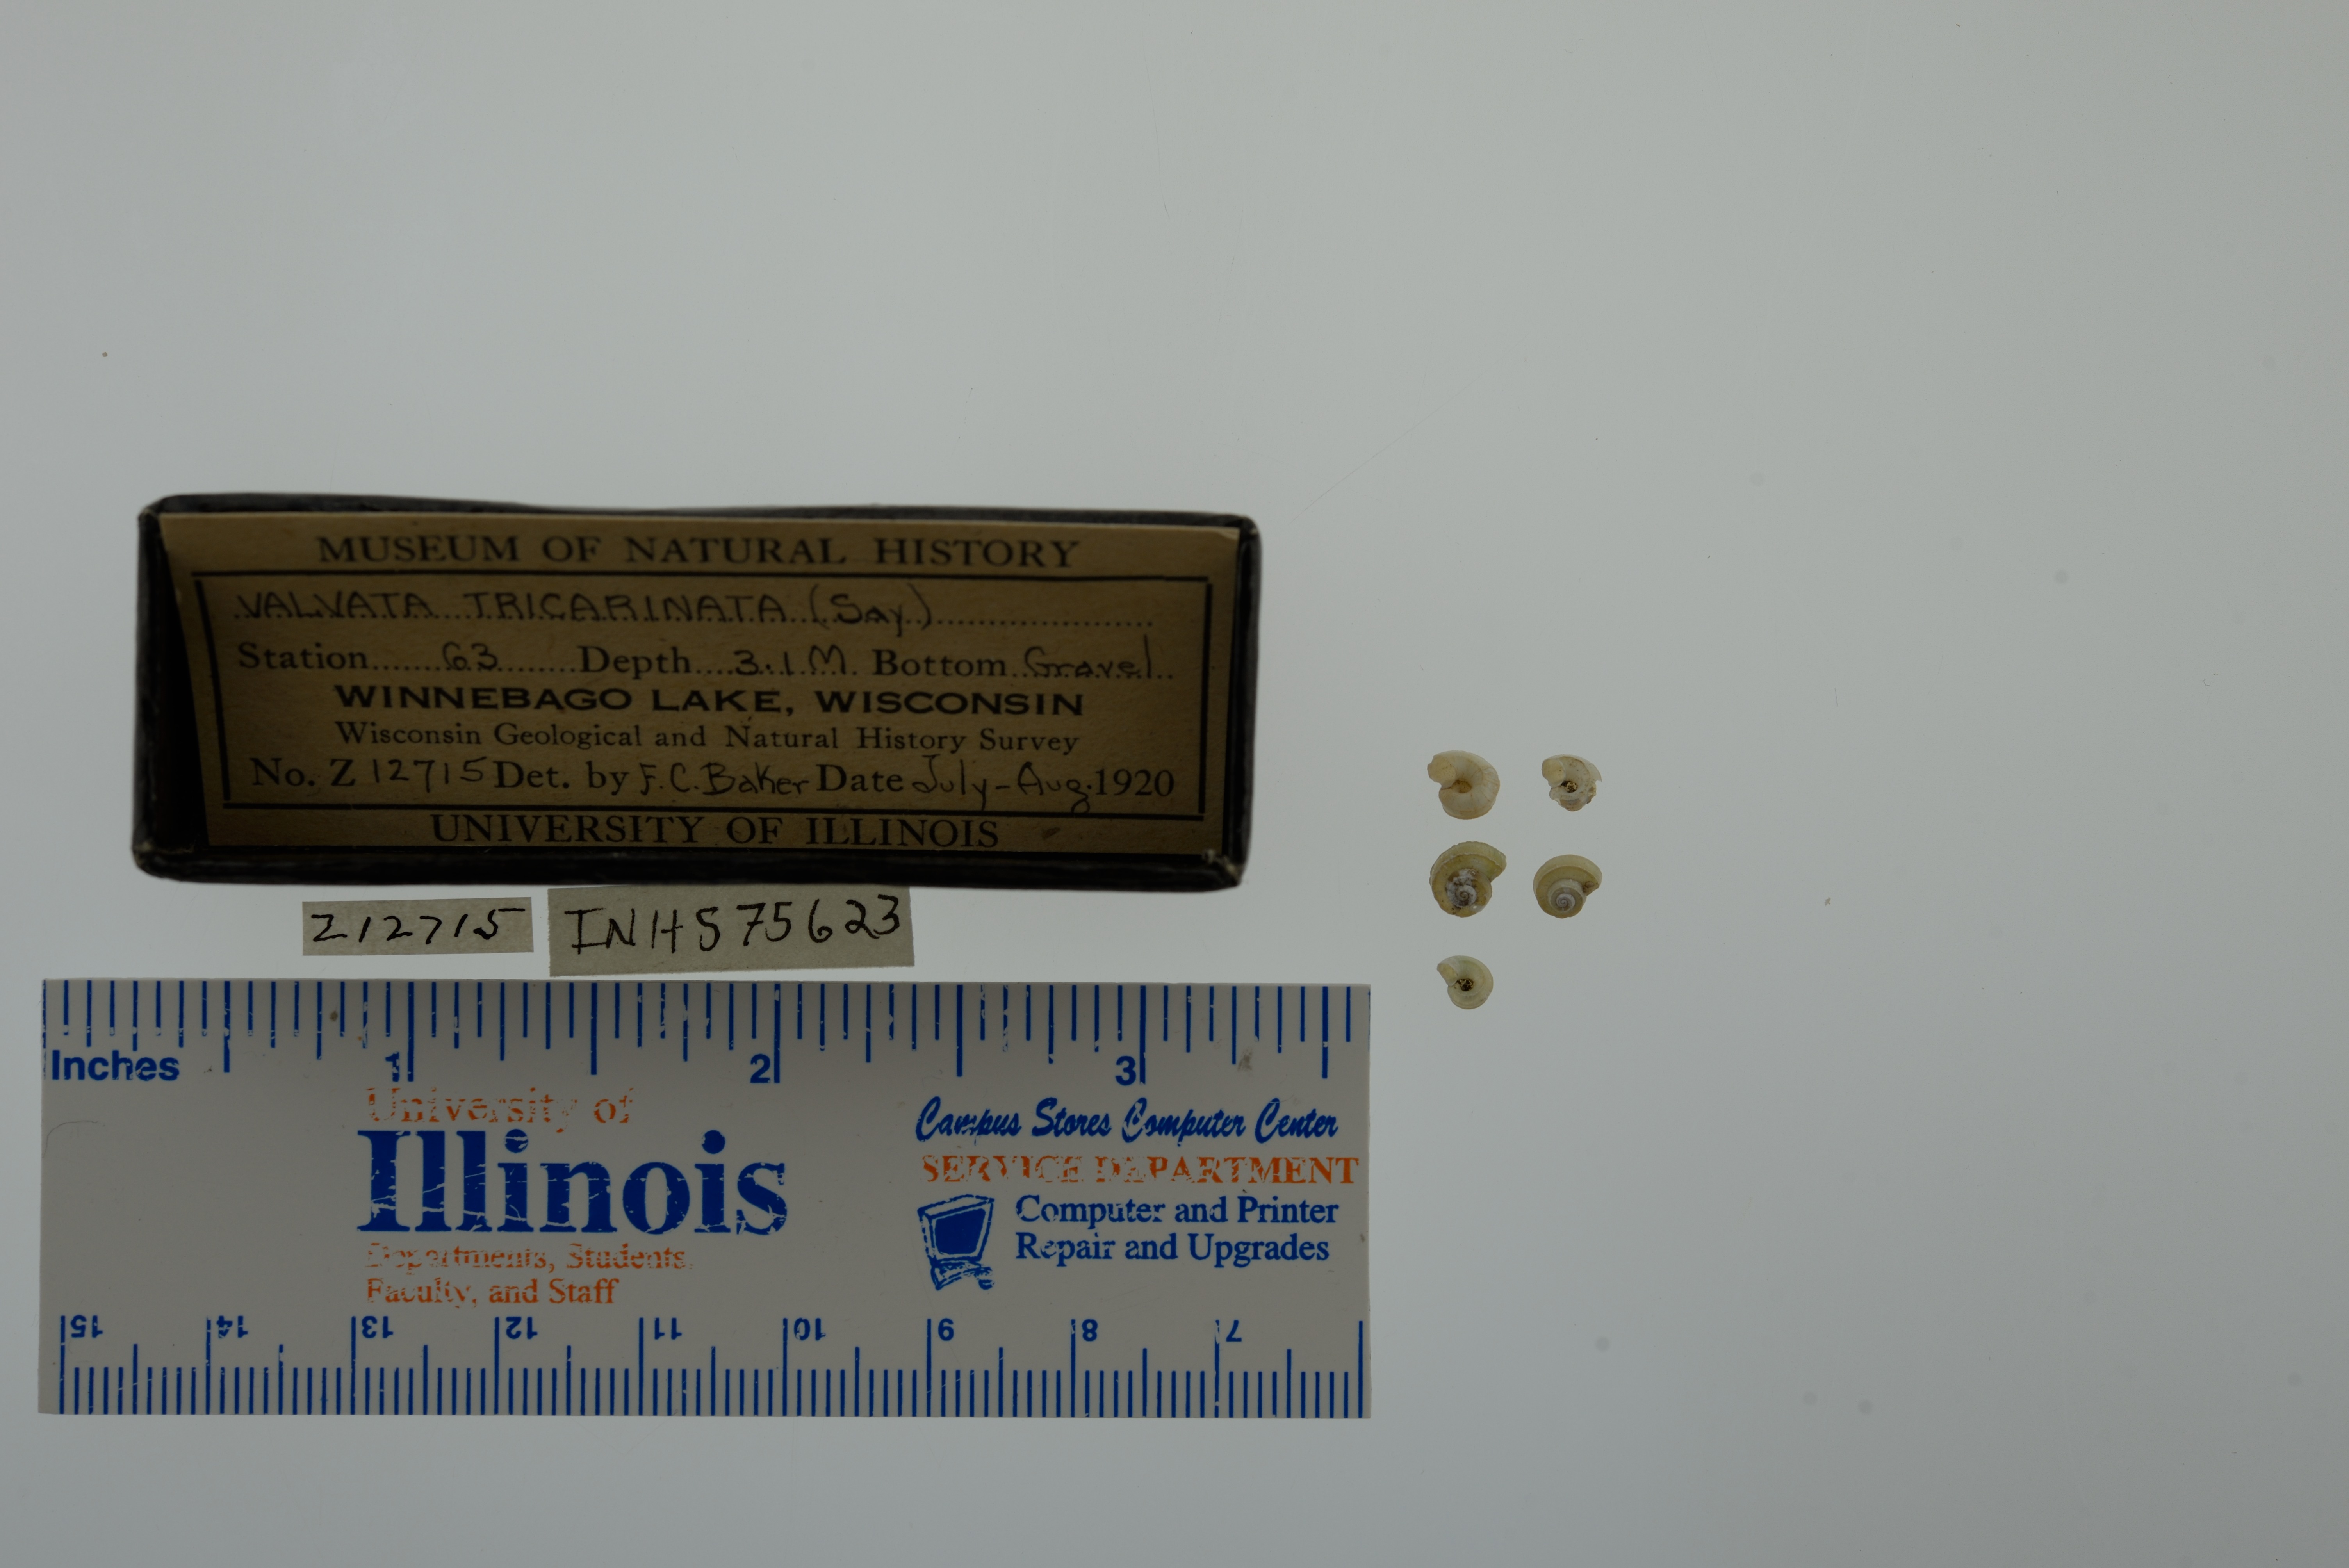 MUSEUM OF NATURAL HISTORY
VALVATA TRICARINATA (Say)
Station 63 Depth 3.1 M. Bottom Gravel
WINNEBAGO LAKE, WISCONSIN
Wisconsin Geological and Natural History Survey
No. Z 12715 Det. by F.C. Baker Date July-Aug. 1920
UNIVERSITY OF ILLINOIS
Z12715 INHS75623
1 2 3
Inches
University of
Illinois
Departments, Students,
Faculty, and Staff
Campus Stores Computer Center
SERVICE DEPARTMENT
Computer and Printer
Repair and Upgrades
15 14 13 12 11 10 9 8 7